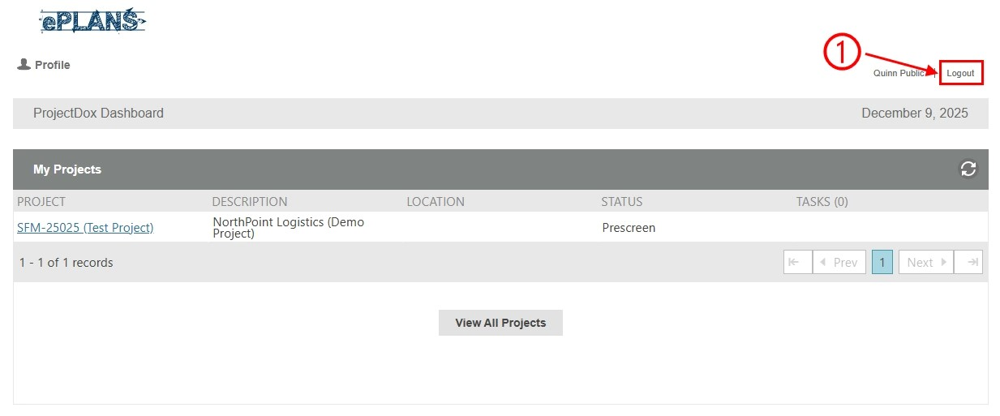 ePLANS
Profile
1
Quinn Public | Logout
ProjectDox Dashboard
December 9, 2025
My Projects
PROJECT DESCRIPTION LOCATION STATUS TASKS (0)
SFM-25025 (Test Project) NorthPoint Logistics (Demo Project) Prescreen
1 - 1 of 1 records
Prev 1 Next
View All Projects